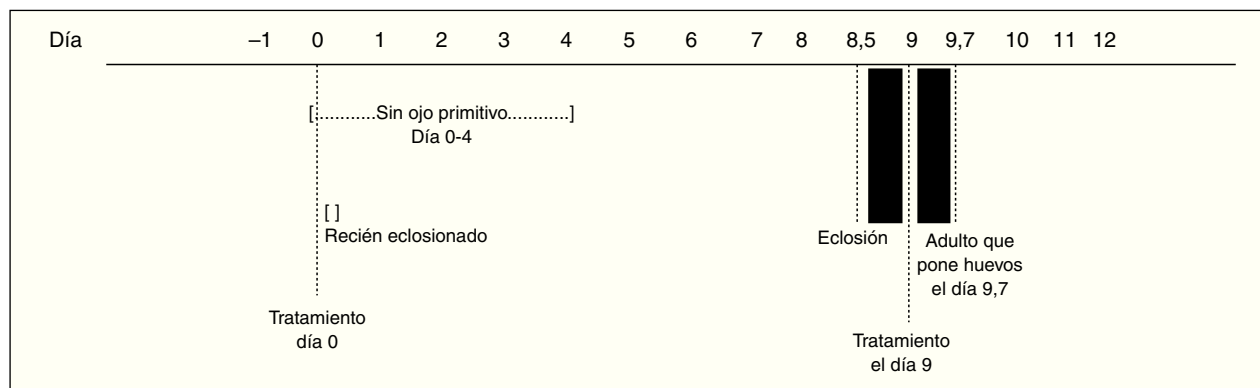 Día –1 0 1 2 3 4 5 6 7 8 8,5 9 9,7 10 11 12
[............Sin ojo primitivo............]
Día 0-4
[ ]
Recién eclosionado
Tratamiento
día 0
Eclosión
Adulto que
pone huevos
el día 9,7
Tratamiento
el día 9